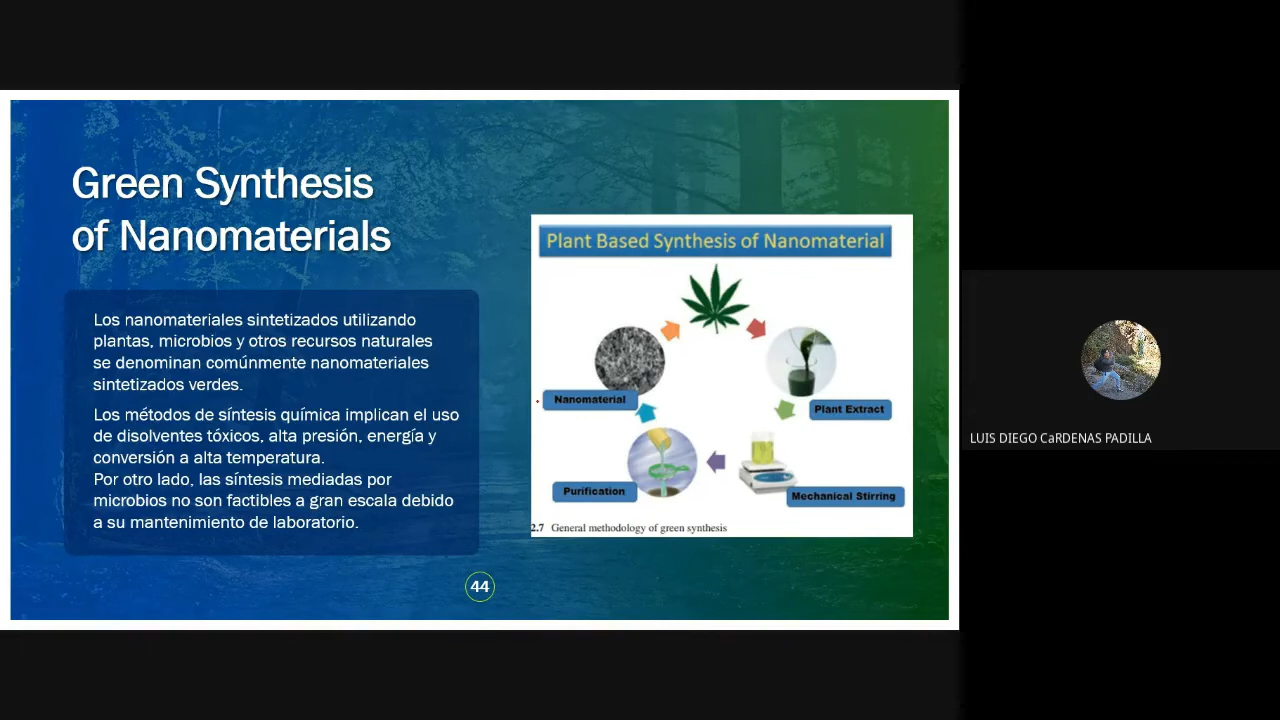 Green Synthesis
of Nanomaterials
Los nanomateriales sintetizados utilizando
plantas, microbios y otros recursos naturales
se denominan comúnmente nanomateriales
sintetizados verdes.
Los métodos de síntesis química implican el uso
de disolventes tóxicos, alta presión, energía y
conversión a alta temperatura.
Por otro lado, las síntesis mediadas por
microbios no son factibles a gran escala debido
a su mantenimiento de laboratorio.
Plant Based Synthesis of Nanomaterial
Nanomaterial
Plant Extract
Purification
Mechanical Stirring
2.7 General methodology of green synthesis
44
LUIS DIEGO CaRDENAS PADILLA